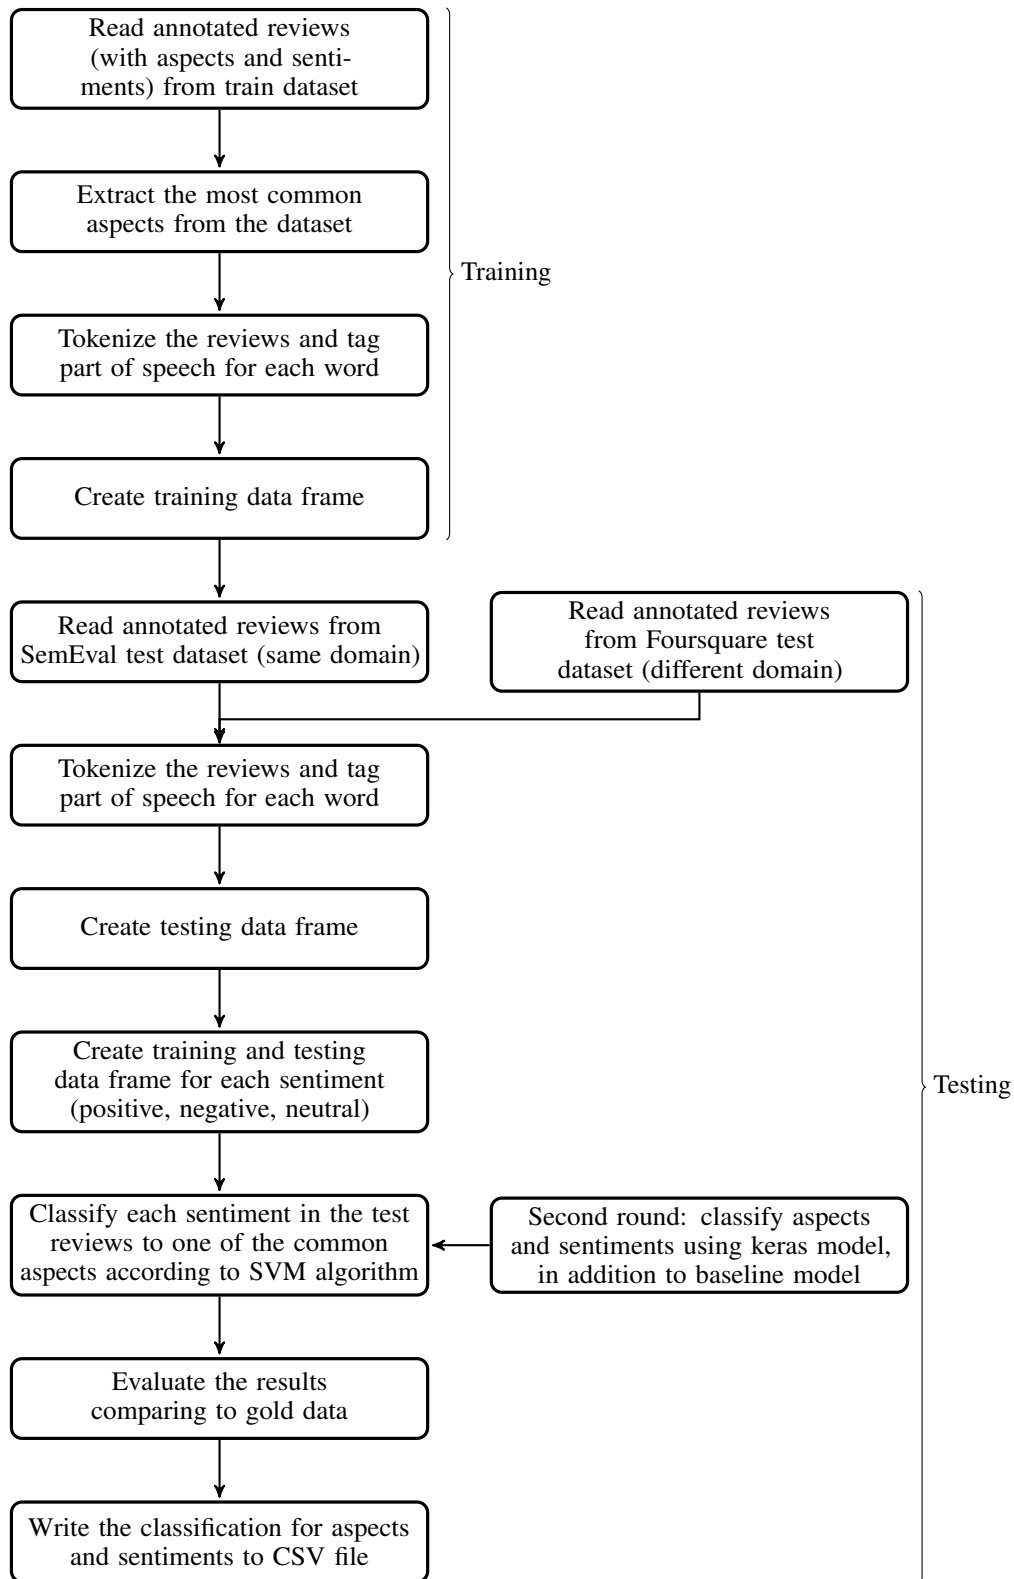 Read annotated reviews
(with aspects and senti-
ments) from train dataset
Extract the most common
aspects from the dataset
Training
Tokenize the reviews and tag
part of speech for each word
Create training data frame
Read annotated reviews from
SemEval test dataset (same domain)
Read annotated reviews
from Foursquare test
dataset (different domain)
Tokenize the reviews and tag
part of speech for each word
Create testing data frame
Create training and testing
data frame for each sentiment
(positive, negative, neutral)
Testing
Classify each sentiment in the test
reviews to one of the common
aspects according to SVM algorithm
Second round: classify aspects
and sentiments using keras model,
in addition to baseline model
Evaluate the results
comparing to gold data
Write the classification for aspects
and sentiments to CSV file